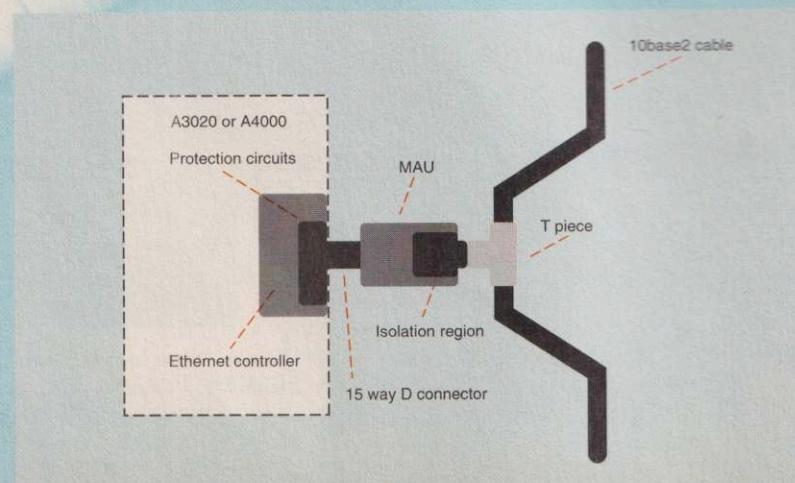 10base2 cable
A3020 or A4000
Protection circuits
MAU
T piece
Isolation region
Ethernet controller
15 way D connector